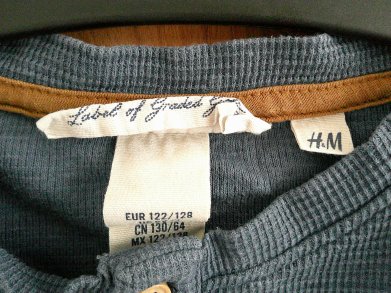 Label of Graded
H&M
EUR 122/128
CN 130/64
MX 122/128